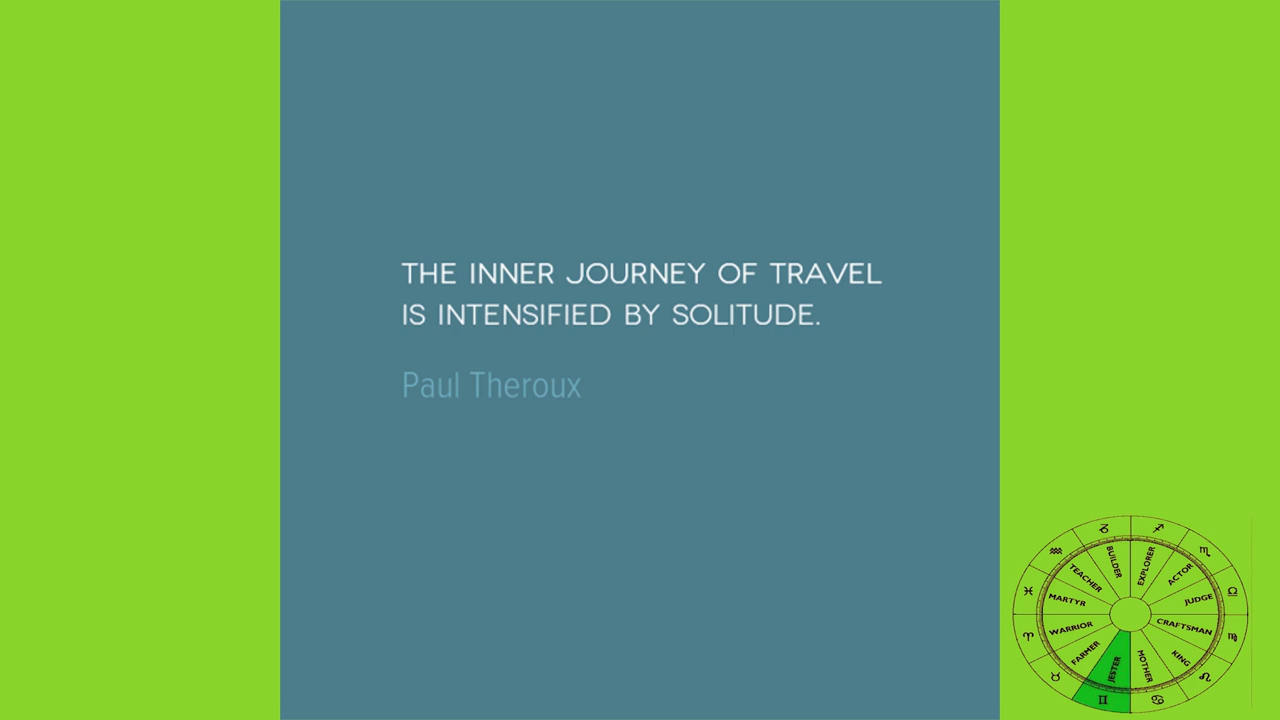 THE INNER JOURNEY OF TRAVEL
IS INTENSIFIED BY SOLITUDE.
Paul Theroux
♑ ♐
♒ ♏
BUILDER EXPLORER
TEACHER ACTOR
♓ MARTYR JUDGE ♎
♈ WARRIOR CRAFTSMAN ♍
FARMER KING
JESTER MOTHER
♉ ♌
♊ ♋